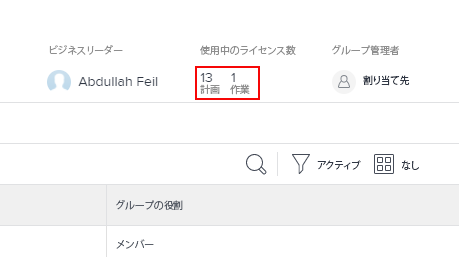 ビジネスリーダー 使用中のライセンス数 グループ管理者
Abdullah Feil 13 1 割り当て先
計画 作業
アクティブ なし
グループの役割
メンバー